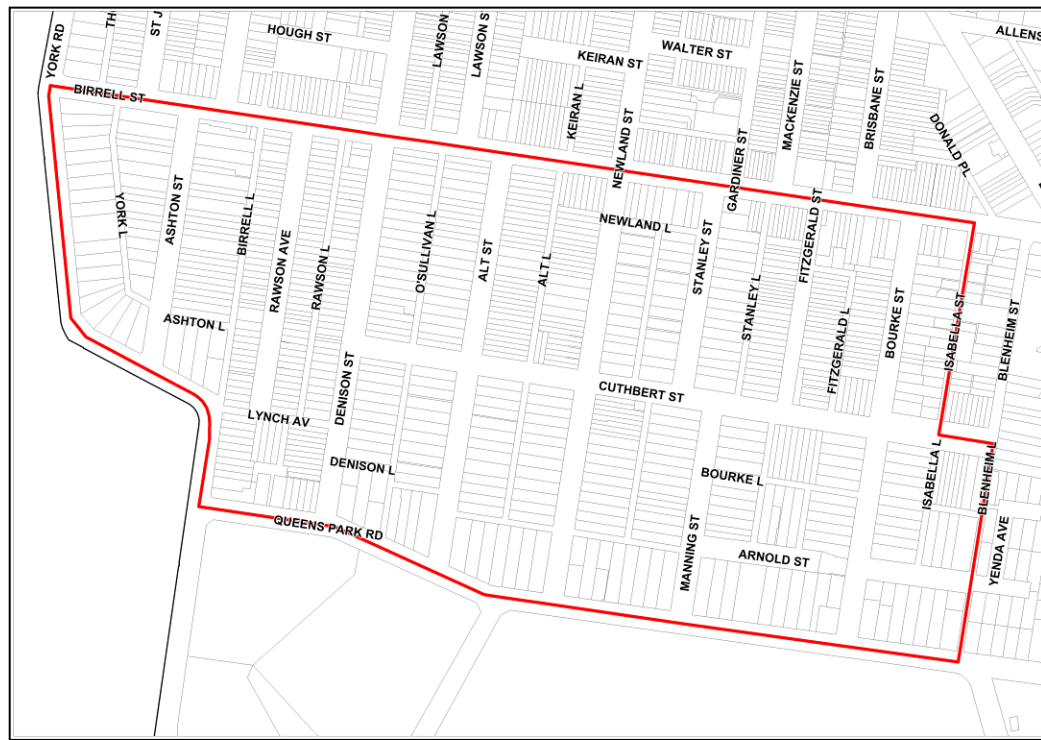 YORK RD
ST J
HOUGH ST
LAWSON
LAWSON S
KEIRAN ST
WALTER ST
ALLENS
BIRRELL ST
KEIRAN L
NEWLAND ST
GARDINER ST
MACKENZIE ST
BRISBANE ST
DONALD PL
YORK L
ASHTON ST
BIRRELL L
RAWSON AVE
RAWSON L
O'SULLIVAN L
ALT ST
ALT L
NEWLAND L
STANLEY ST
STANLEY L
FITZGERALD ST
FITZGERALD L
BOURKE ST
ISABELLA ST
BLENHEIM ST
ASHTON L
DENISON ST
CUTHBERT ST
LYNCH AV
DENISON L
BOURKE L
ISABELLA L
BLENHEIM L
QUEENS PARK RD
MANNING ST
ARNOLD ST
YENDA AVE